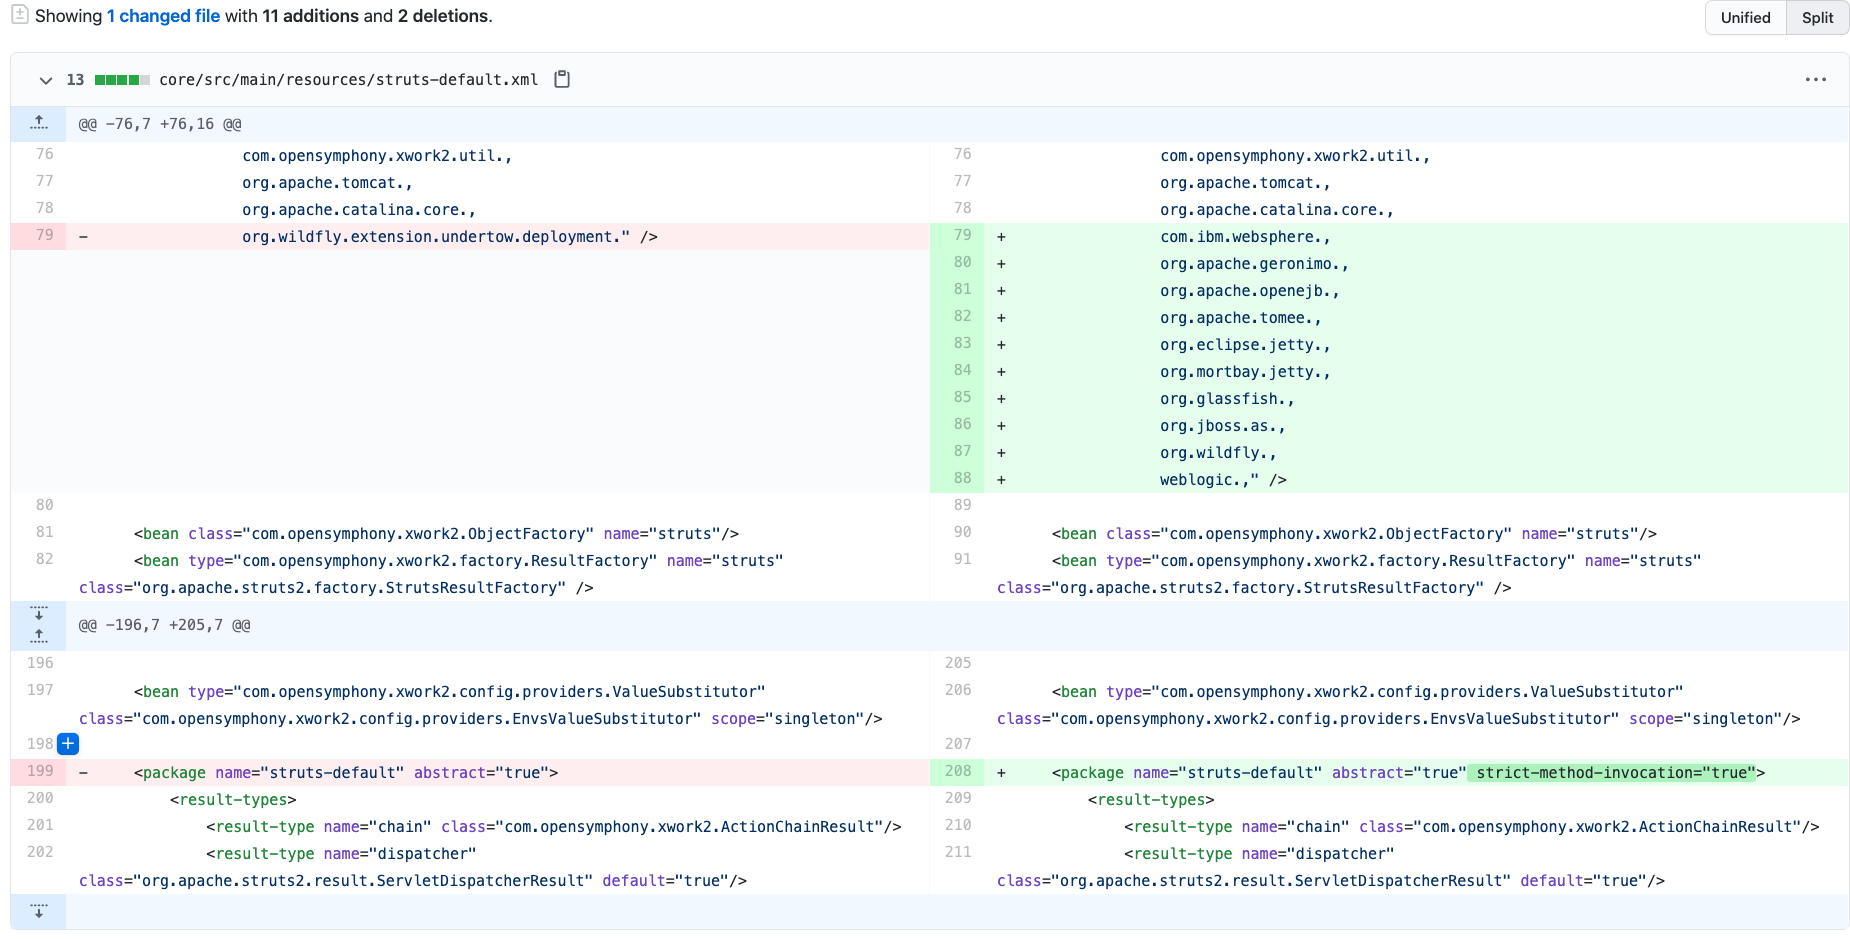 Showing 1 changed file with 11 additions and 2 deletions.
Unified Split
13 core/src/main/resources/struts-default.xml
@@ -76,7 +76,16 @@
76 com.opensymphony.xwork2.util., 76 com.opensymphony.xwork2.util.,
77 org.apache.tomcat., 77 org.apache.tomcat.,
78 org.apache.catalina.core., 78 org.apache.catalina.core.,
79 - org.wildfly.extension.undertow.deployment." /> 79 + com.ibm.websphere.,
80 + org.apache.geronimo.,
81 + org.apache.openejb.,
82 + org.apache.tomee.,
83 + org.eclipse.jetty.,
84 + org.mortbay.jetty.,
85 + org.glassfish.,
86 + org.jboss.as.,
87 + org.wildfly.,
88 + weblogic.," />
80 89
81 <bean class="com.opensymphony.xwork2.ObjectFactory" name="struts"/> 90 <bean class="com.opensymphony.xwork2.ObjectFactory" name="struts"/>
82 <bean type="com.opensymphony.xwork2.factory.ResultFactory" name="struts" 91 <bean type="com.opensymphony.xwork2.factory.ResultFactory" name="struts"
class="org.apache.struts2.factory.StrutsResultFactory" /> class="org.apache.struts2.factory.StrutsResultFactory" />
@@ -196,7 +205,7 @@
196 205
197 <bean type="com.opensymphony.xwork2.config.providers.ValueSubstitutor" 206 <bean type="com.opensymphony.xwork2.config.providers.ValueSubstitutor"
class="com.opensymphony.xwork2.config.providers.EnvsValueSubstitutor" scope="singleton"/> class="com.opensymphony.xwork2.config.providers.EnvsValueSubstitutor" scope="singleton"/>
198 + 207
199 - <package name="struts-default" abstract="true"> 208 + <package name="struts-default" abstract="true" strict-method-invocation="true">
200 <result-types> 209 <result-types>
201 <result-type name="chain" class="com.opensymphony.xwork2.ActionChainResult"/> 210 <result-type name="chain" class="com.opensymphony.xwork2.ActionChainResult"/>
202 <result-type name="dispatcher" 211 <result-type name="dispatcher"
class="org.apache.struts2.result.ServletDispatcherResult" default="true"/> class="org.apache.struts2.result.ServletDispatcherResult" default="true"/>